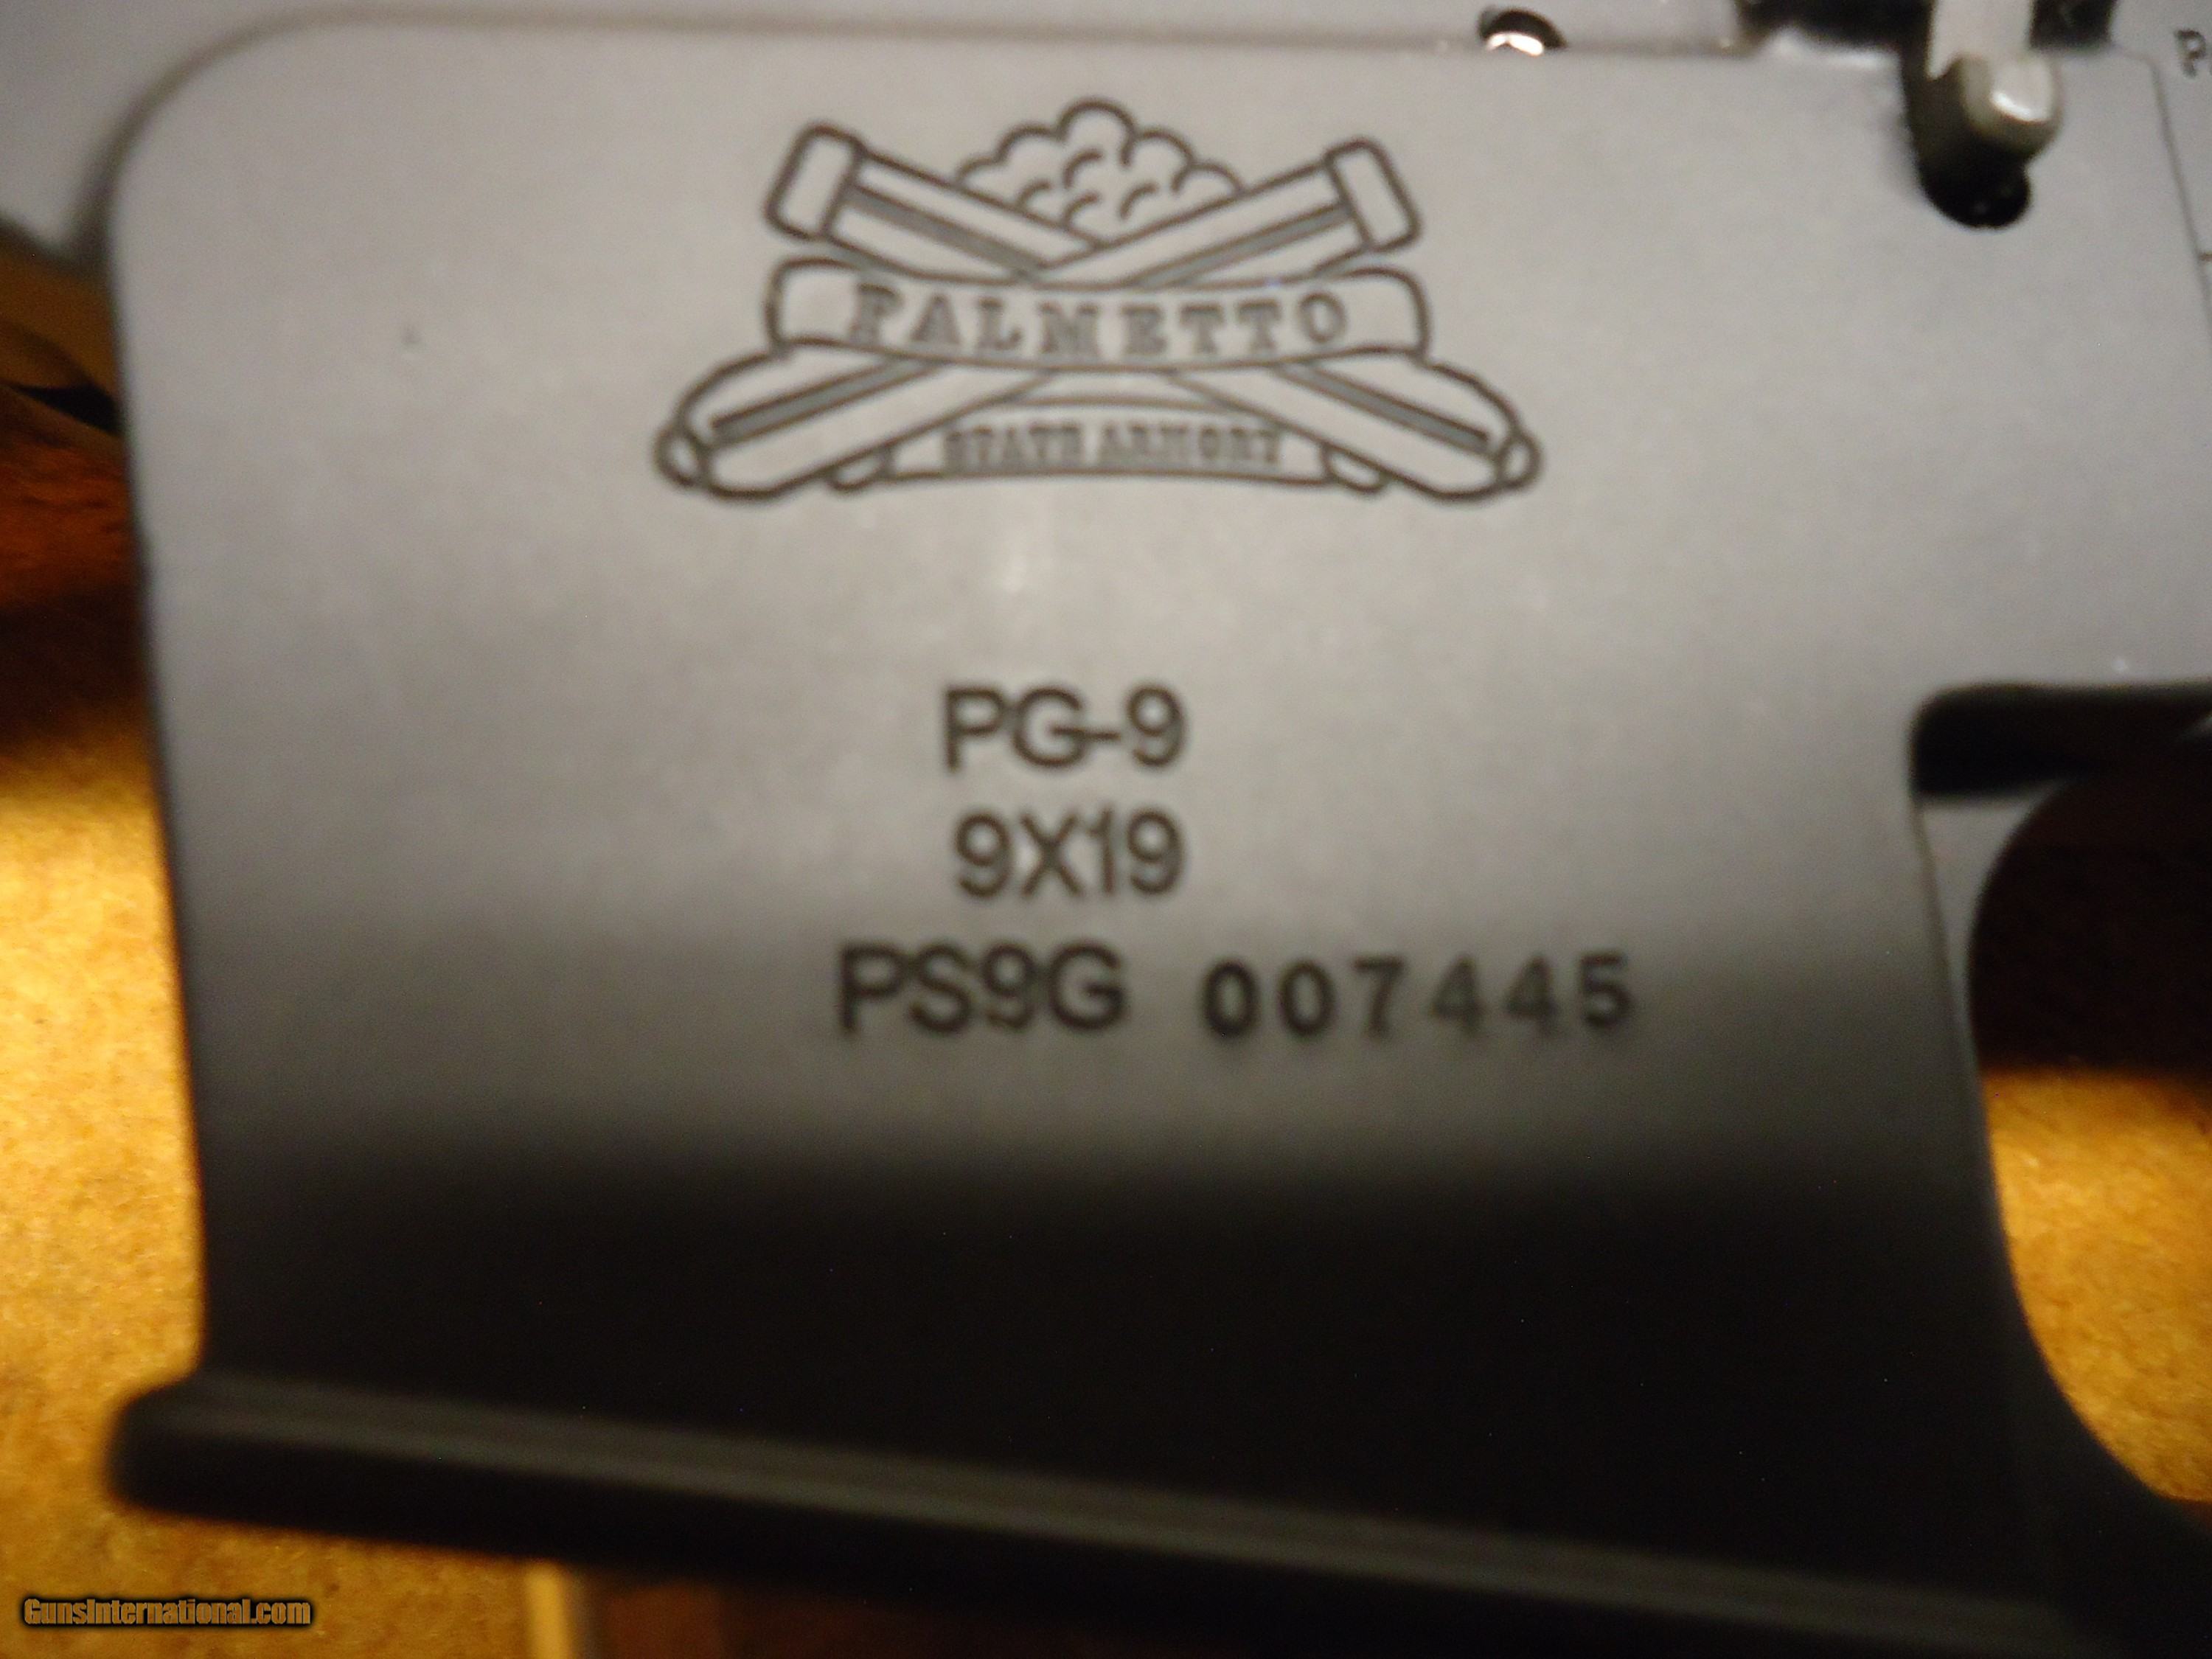 PALMETTO
STATE ARMORY
PG-9
9X19
PS9G 007445
GunsInternational.com